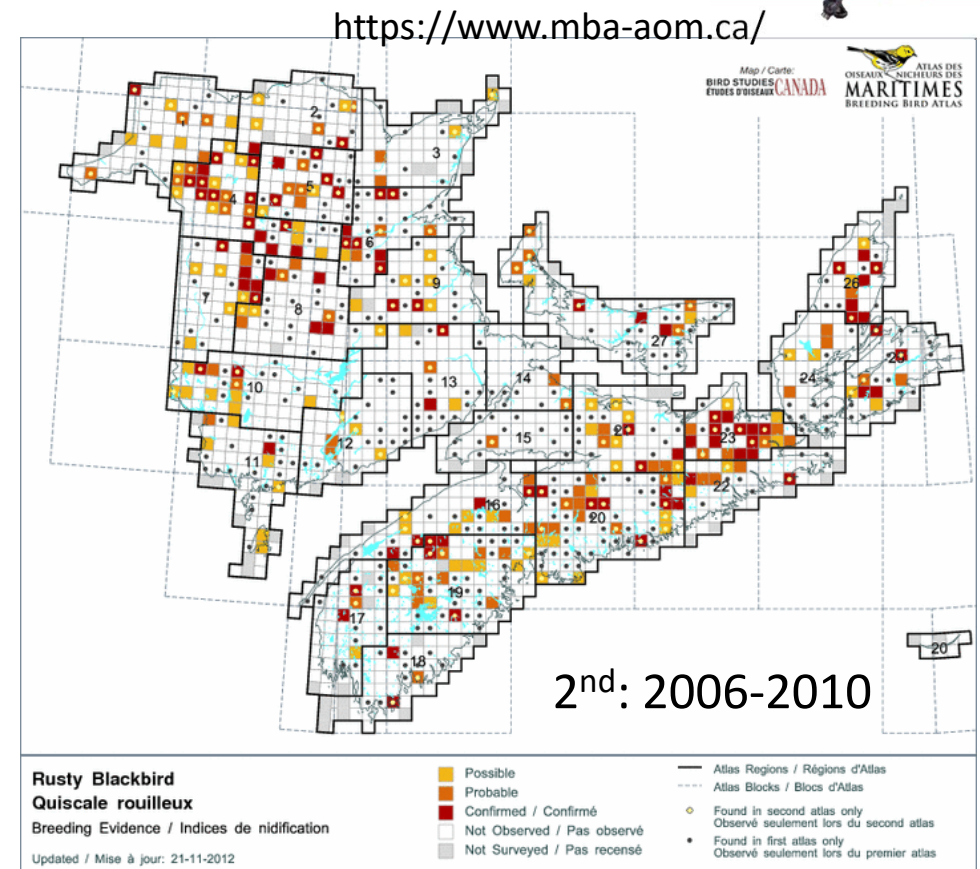 https://www.mba-aom.ca/
Map / Carte:
BIRD STUDIES
ÉTUDES D'OISEAUX CANADA
ATLAS DES
OISEAUX NICHEURS DES
MARITIMES
BREEDING BIRD ATLAS
1
2
3
4
5
6
7
8
9
10
11
12
13
14
15
16
17
18
19
20
22
23
24
26
27
20
2nd: 2006-2010
Rusty Blackbird
Quiscale rouilleux
Breeding Evidence / Indices de nidification
Updated / Mise à jour: 21-11-2012
Possible
Probable
Confirmed / Confirmé
Not Observed / Pas observé
Not Surveyed / Pas recensé
Atlas Regions / Régions d'Atlas
Atlas Blocks / Blocs d'Atlas
Found in second atlas only
Observé seulement lors du second atlas
Found in first atlas only
Observé seulement lors du premier atlas